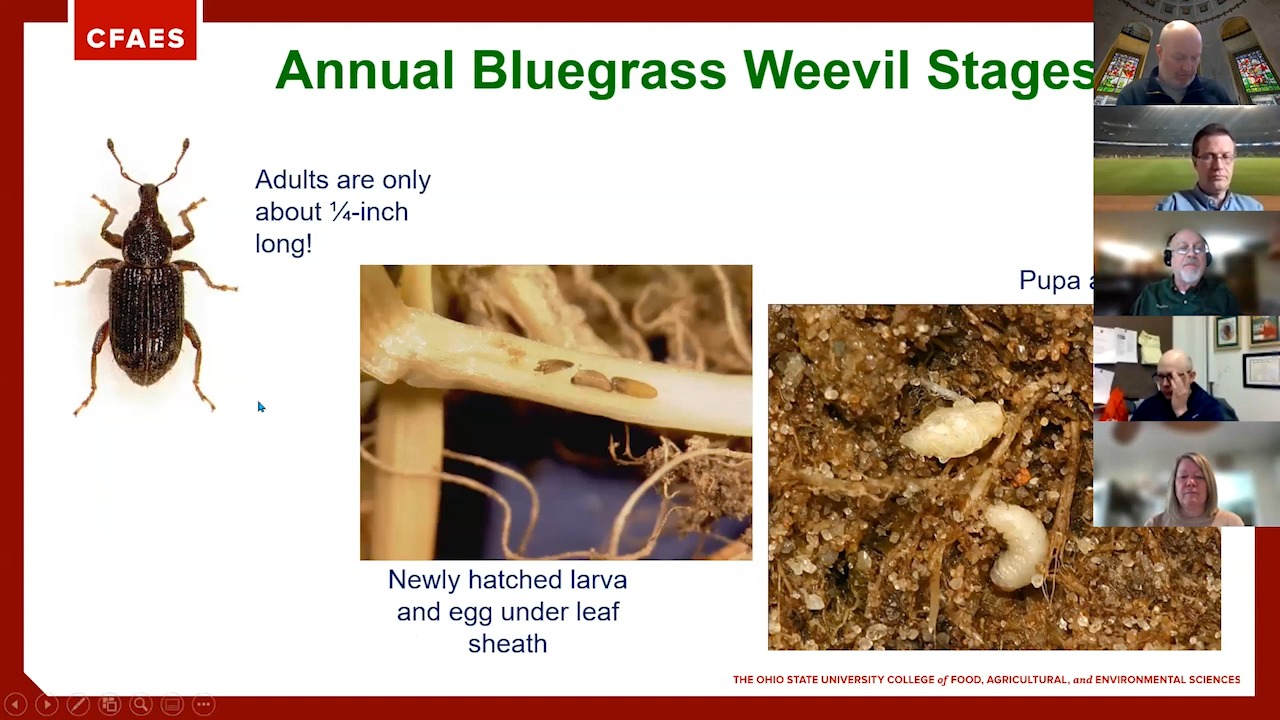 CFAES
Annual Bluegrass Weevil Stages
Adults are only
about ¼-inch
long!
Pupa
Newly hatched larva
and egg under leaf
sheath
THE OHIO STATE UNIVERSITY COLLEGE of FOOD, AGRICULTURAL, and ENVIRONMENTAL SCIENCES